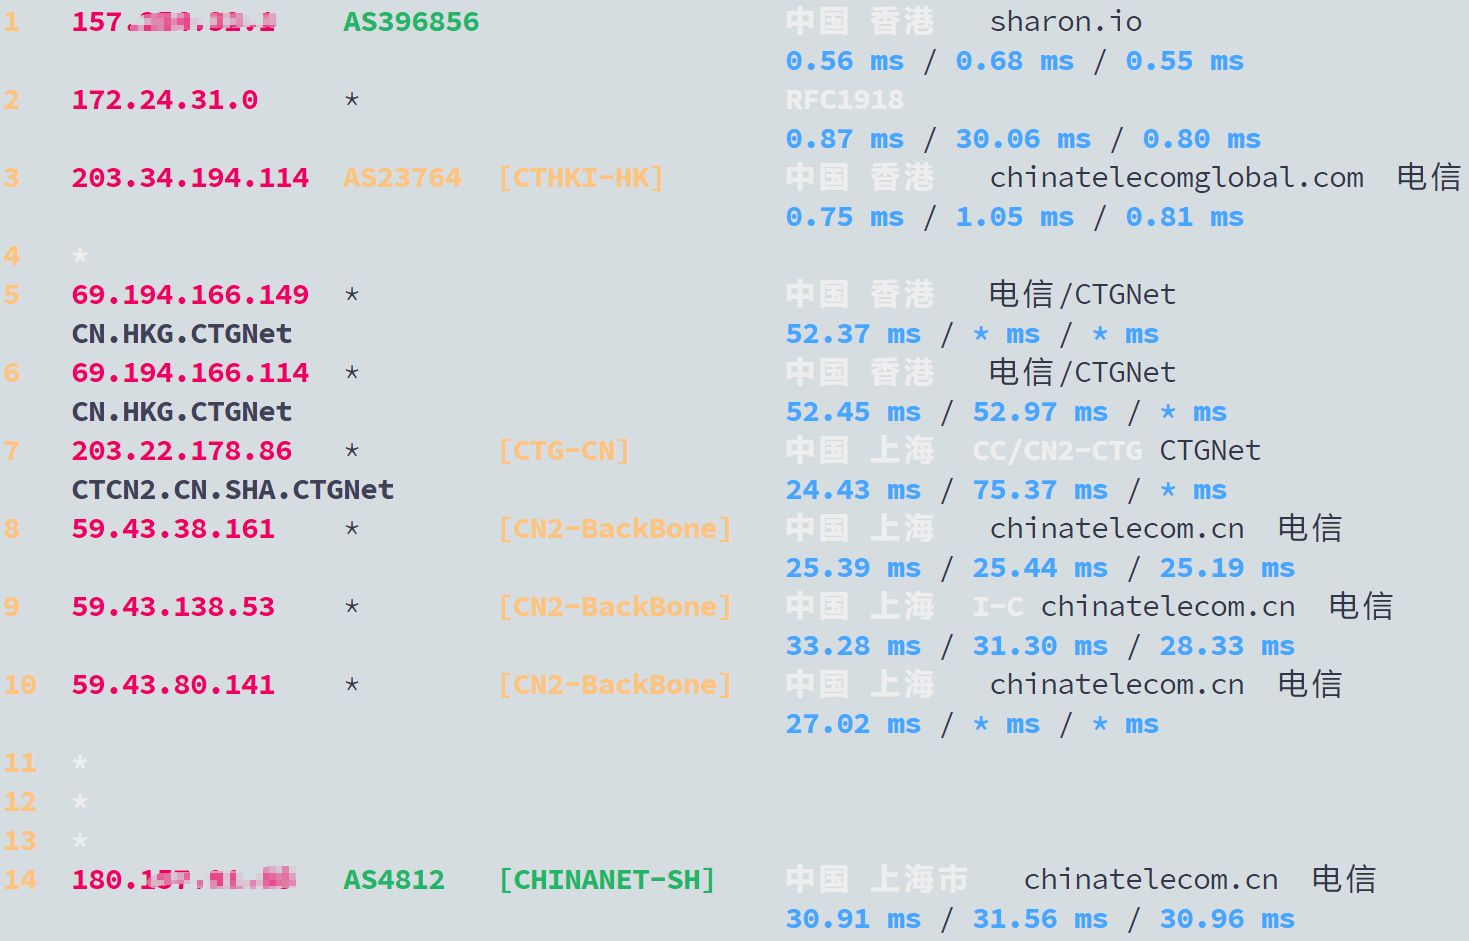 1 157. AS396856 中国 香港 sharon.io
0.56 ms / 0.68 ms / 0.55 ms
2 172.24.31.0 * RFC1918
0.87 ms / 30.06 ms / 0.80 ms
3 203.34.194.114 AS23764 [CTHKI-HK] 中国 香港 chinatelecomglobal.com 电信
0.75 ms / 1.05 ms / 0.81 ms
4 *
5 69.194.166.149 * 中国 香港 电信/CTGNet
CN.HKG.CTGNet 52.37 ms / * ms / * ms
6 69.194.166.114 * 中国 香港 电信/CTGNet
CN.HKG.CTGNet 52.45 ms / 52.97 ms / * ms
7 203.22.178.86 * [CTG-CN] 中国 上海 CC/CN2-CTG CTGNet
CTCN2.CN.SHA.CTGNet 24.43 ms / 75.37 ms / * ms
8 59.43.38.161 * [CN2-BackBone] 中国 上海 chinatelecom.cn 电信
25.39 ms / 25.44 ms / 25.19 ms
9 59.43.138.53 * [CN2-BackBone] 中国 上海 I-C chinatelecom.cn 电信
33.28 ms / 31.30 ms / 28.33 ms
10 59.43.80.141 * [CN2-BackBone] 中国 上海 chinatelecom.cn 电信
27.02 ms / * ms / * ms
11 *
12 *
13 *
14 180. AS4812 [CHINANET-SH] 中国 上海市 chinatelecom.cn 电信
30.91 ms / 31.56 ms / 30.96 ms